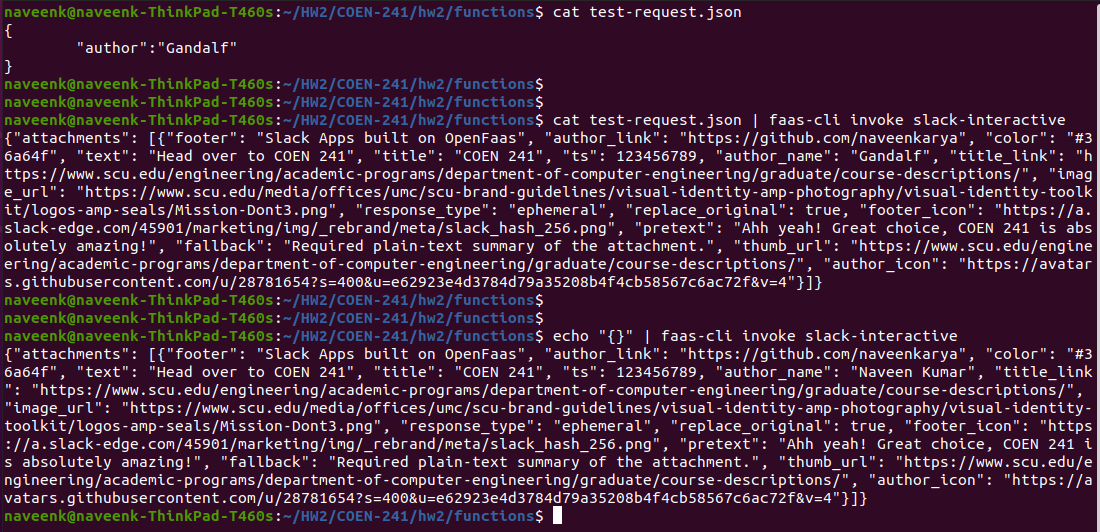 naveenk@naveenk-ThinkPad-T460s:~/HW2/COEN-241/hw2/functions$ cat test-request.json
{
        "author":"Gandalf"
}
naveenk@naveenk-ThinkPad-T460s:~/HW2/COEN-241/hw2/functions$
naveenk@naveenk-ThinkPad-T460s:~/HW2/COEN-241/hw2/functions$
naveenk@naveenk-ThinkPad-T460s:~/HW2/COEN-241/hw2/functions$ cat test-request.json | faas-cli invoke slack-interactive
{"attachments": [{"footer": "Slack Apps built on OpenFaas", "author_link": "https://github.com/naveenkarya", "color": "#3
6a64f", "text": "Head over to COEN 241", "title": "COEN 241", "ts": 123456789, "author_name": "Gandalf", "title_link": "h
ttps://www.scu.edu/engineering/academic-programs/department-of-computer-engineering/graduate/course-descriptions/", "imag
e_url": "https://www.scu.edu/media/offices/umc/scu-brand-guidelines/visual-identity-amp-photography/visual-identity-toolk
it/logos-amp-seals/Mission-Dont3.png", "response_type": "ephemeral", "replace_original": true, "footer_icon": "https://a.
slack-edge.com/45901/marketing/img/_rebrand/meta/slack_hash_256.png", "pretext": "Ahh yeah! Great choice, COEN 241 is abs
olutely amazing!", "fallback": "Required plain-text summary of the attachment.", "thumb_url": "https://www.scu.edu/engine
ering/academic-programs/department-of-computer-engineering/graduate/course-descriptions/", "author_icon": "https://avatar
s.githubusercontent.com/u/28781654?s=400&u=e62923e4d3784d79a35208b4f4cb58567c6ac72f&v=4"}]}
naveenk@naveenk-ThinkPad-T460s:~/HW2/COEN-241/hw2/functions$
naveenk@naveenk-ThinkPad-T460s:~/HW2/COEN-241/hw2/functions$
naveenk@naveenk-ThinkPad-T460s:~/HW2/COEN-241/hw2/functions$ echo "{}" | faas-cli invoke slack-interactive
{"attachments": [{"footer": "Slack Apps built on OpenFaas", "author_link": "https://github.com/naveenkarya", "color": "#3
6a64f", "text": "Head over to COEN 241", "title": "COEN 241", "ts": 123456789, "author_name": "Naveen Kumar", "title_link
": "https://www.scu.edu/engineering/academic-programs/department-of-computer-engineering/graduate/course-descriptions/",
"image_url": "https://www.scu.edu/media/offices/umc/scu-brand-guidelines/visual-identity-amp-photography/visual-identity-
toolkit/logos-amp-seals/Mission-Dont3.png", "response_type": "ephemeral", "replace_original": true, "footer_icon": "https
://a.slack-edge.com/45901/marketing/img/_rebrand/meta/slack_hash_256.png", "pretext": "Ahh yeah! Great choice, COEN 241 i
s absolutely amazing!", "fallback": "Required plain-text summary of the attachment.", "thumb_url": "https://www.scu.edu/e
ngineering/academic-programs/department-of-computer-engineering/graduate/course-descriptions/", "author_icon": "https://a
vatars.githubusercontent.com/u/28781654?s=400&u=e62923e4d3784d79a35208b4f4cb58567c6ac72f&v=4"}]}
naveenk@naveenk-ThinkPad-T460s:~/HW2/COEN-241/hw2/functions$